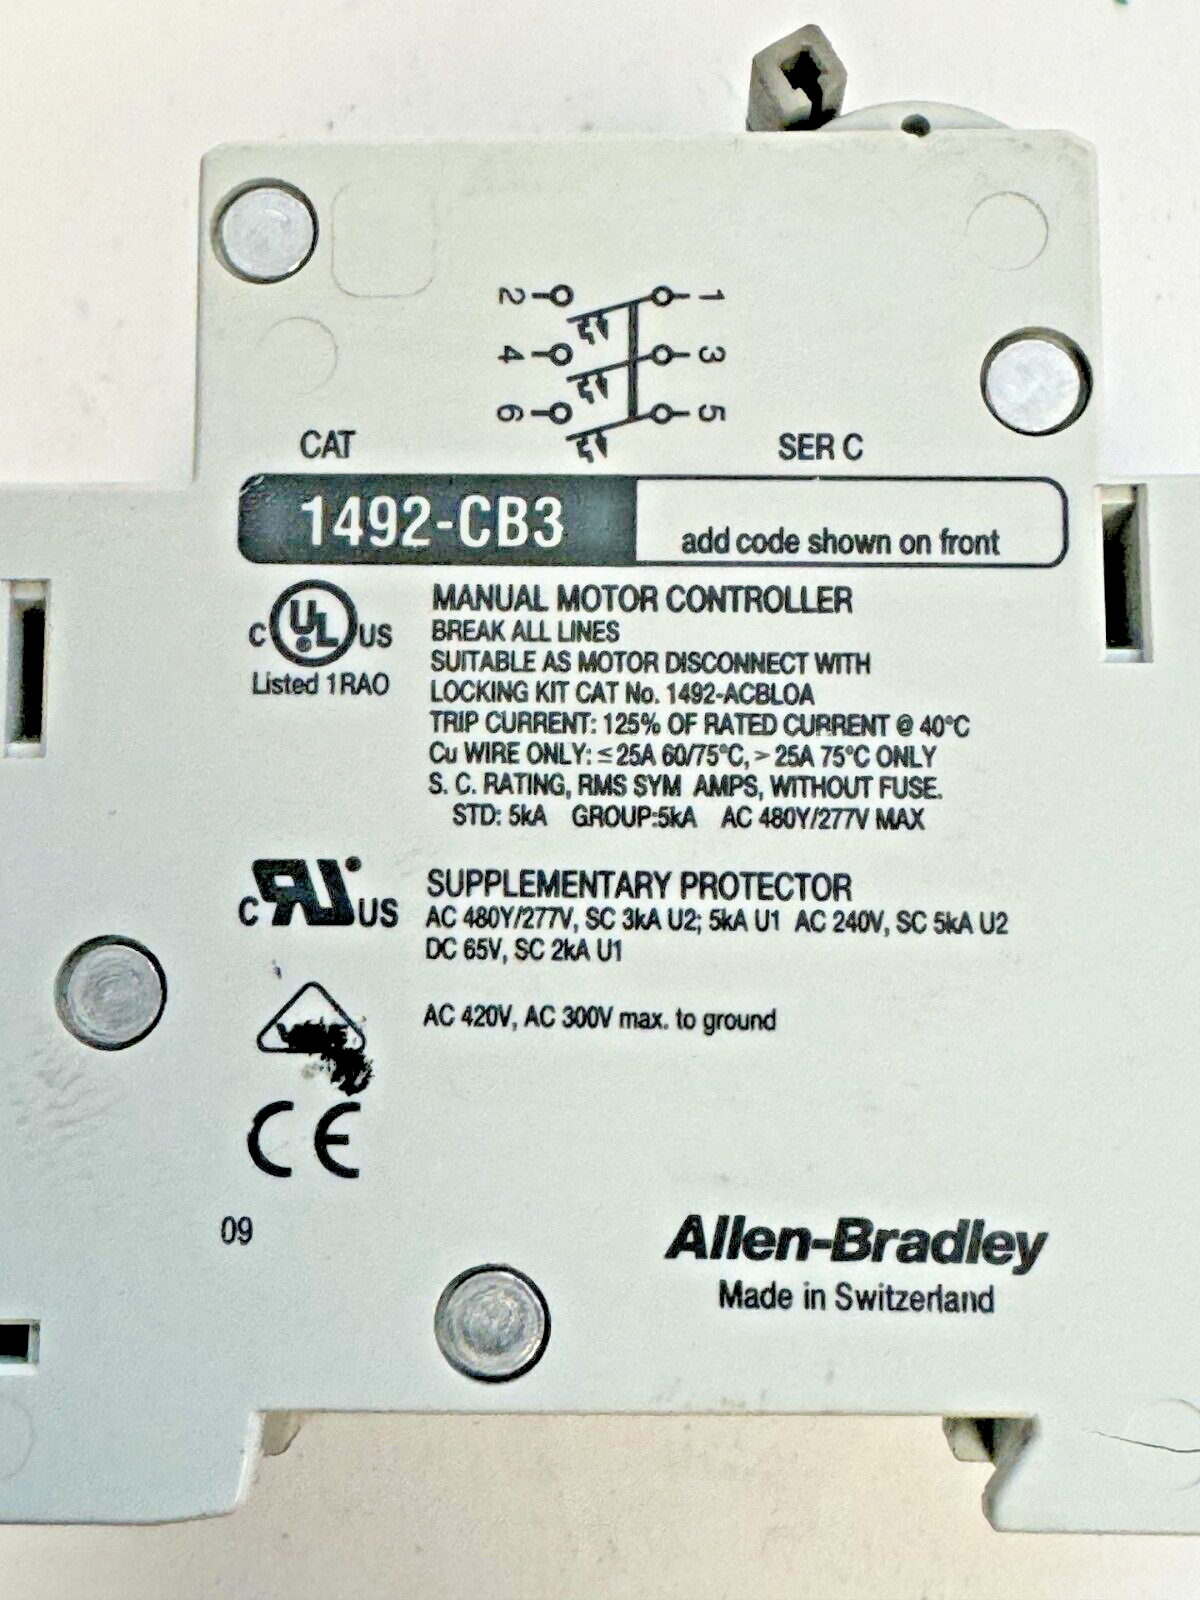 2 1
4 3
6 5
CAT SER C
1492-CB3 add code shown on front
C UL US
Listed 1RAO
MANUAL MOTOR CONTROLLER
BREAK ALL LINES
SUITABLE AS MOTOR DISCONNECT WITH
LOCKING KIT CAT No. 1492-ACBLOA
TRIP CURRENT: 125% OF RATED CURRENT @ 40°C
Cu WIRE ONLY: ≤ 25A 60/75°C, > 25A 75°C ONLY
S. C. RATING, RMS SYM AMPS, WITHOUT FUSE.
STD: 5kA GROUP:5kA AC 480Y/277V MAX
C RU ® US
SUPPLEMENTARY PROTECTOR
AC 480Y/277V, SC 3kA U2; 5kA U1 AC 240V, SC 5kA U2
DC 65V, SC 2kA U1
AC 420V, AC 300V max. to ground
CE
09
Allen-Bradley
Made in Switzerland